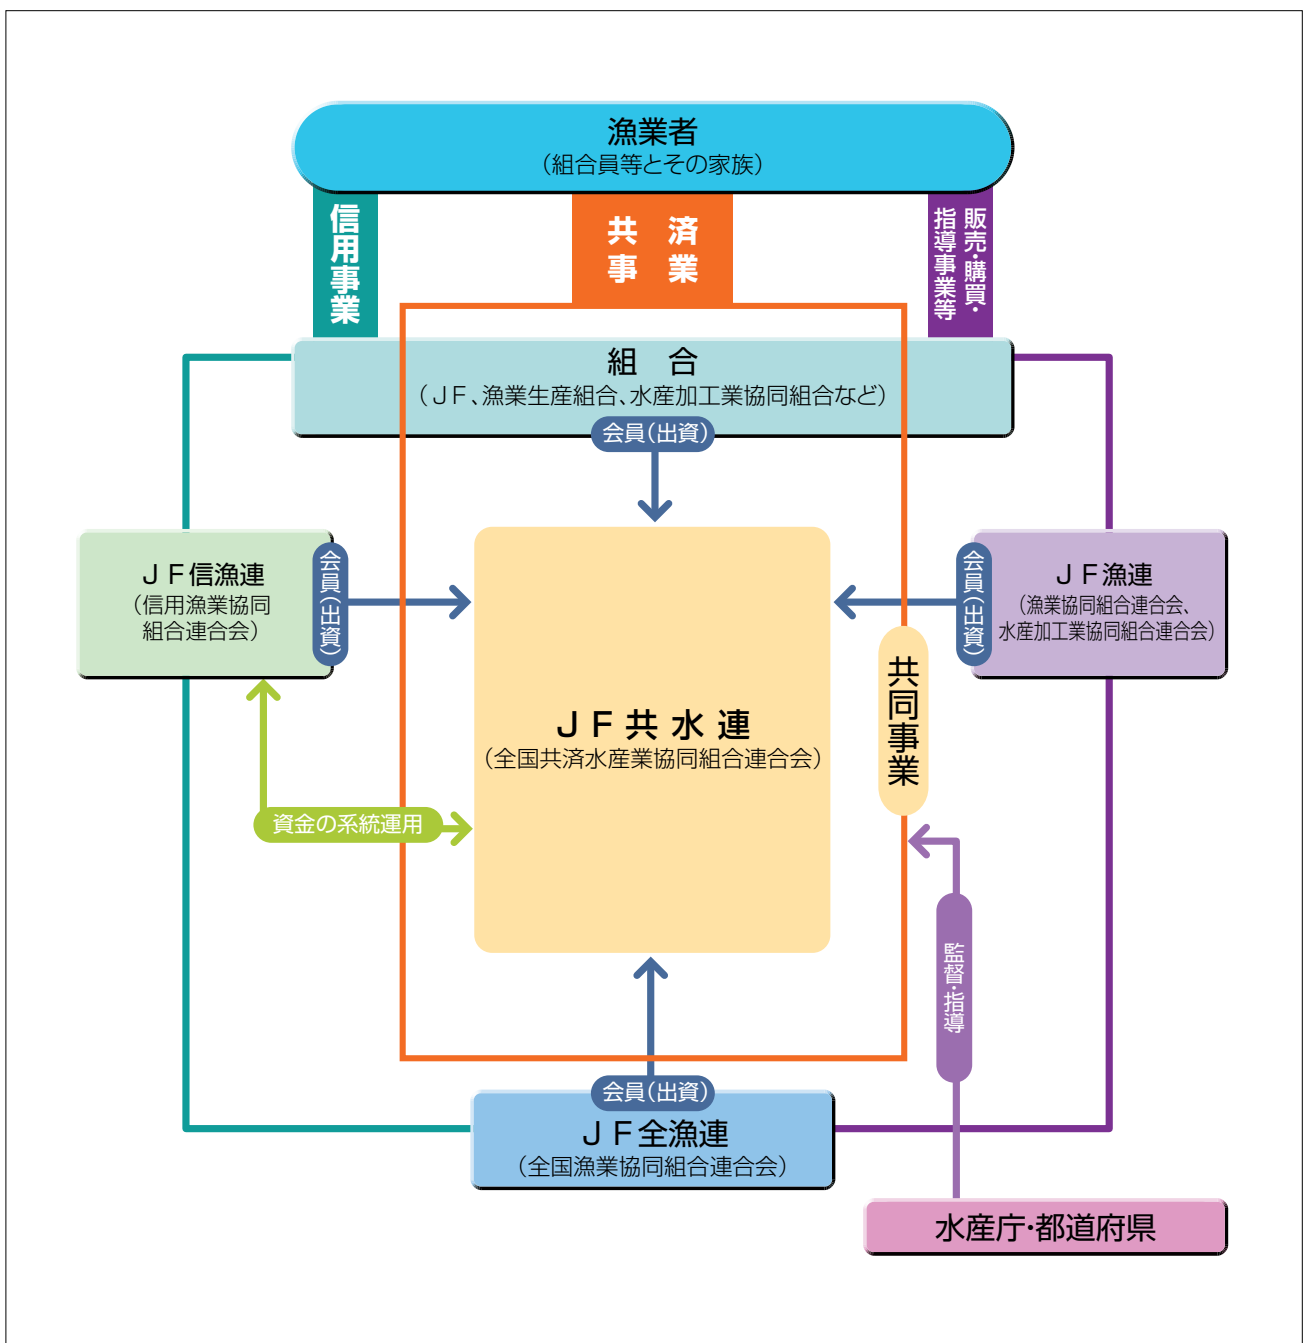 漁業者
（組合員等とその家族）
信用事業
共済
事業
販売・購買・
指導事業等
組合
（ＪＦ、漁業生産組合、水産加工業協同組合など）
会員（出資）
ＪＦ信漁連
（信用漁業協同
組合連合会）
会員（出資）
会員（出資）
ＪＦ漁連
（漁業協同組合連合会、
水産加工業協同組合連合会）
共同事業
ＪＦ共水連
（全国共済水産業協同組合連合会）
資金の系統運用
監督・指導
会員（出資）
ＪＦ全漁連
（全国漁業協同組合連合会）
水産庁・都道府県